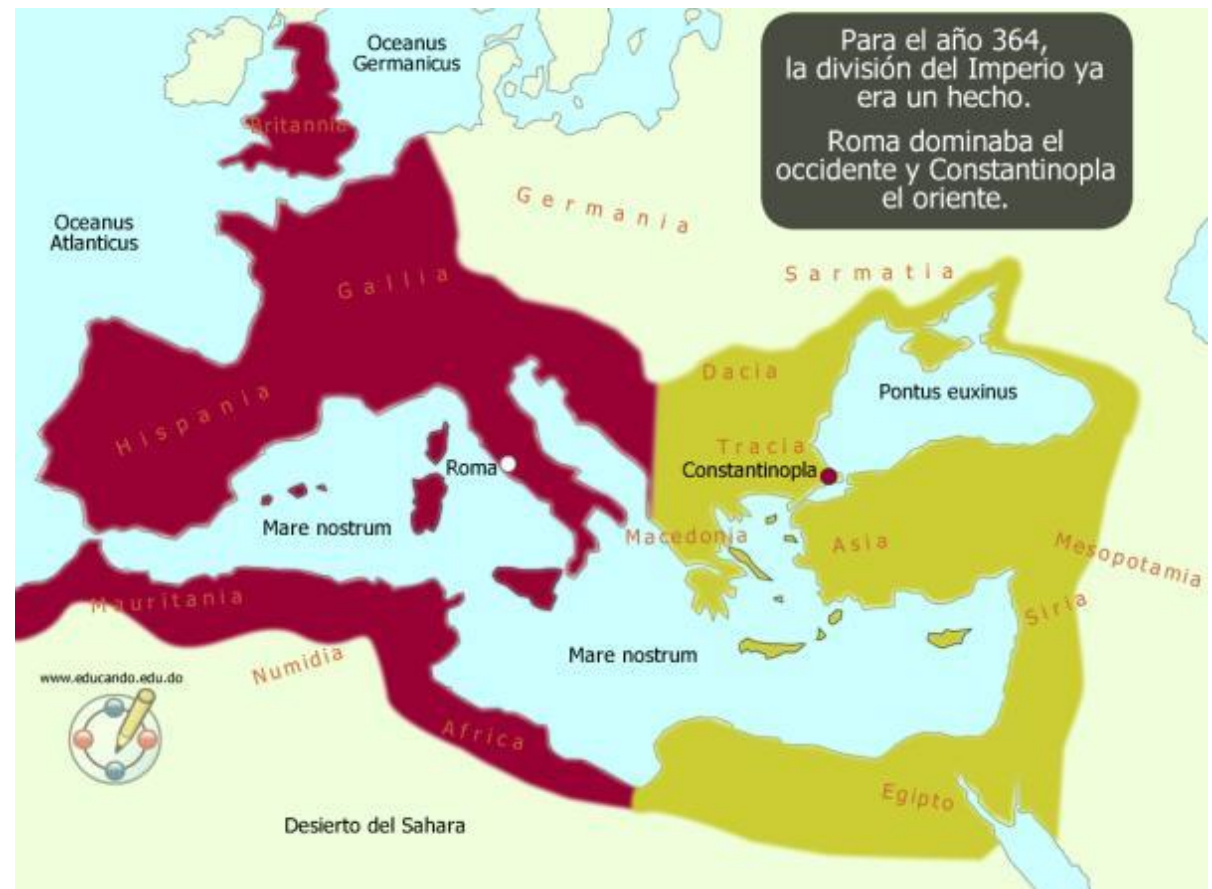 Para el año 364,
la división del Imperio ya
era un hecho.
Roma dominaba el
occidente y Constantinopla
el oriente.
Oceanus
Germanicus
Britannia
Germania
Oceanus
Atlanticus
Sarmatia
Gallia
Dacia
Pontus euxinus
Hispania
Tracia
Roma
Constantinopla
Mare nostrum
Macedonia
Asia
Mesopotamia
Mauritania
Siria
Numidia
Mare nostrum
www.educando.edu.do
Africa
Egipto
Desierto del Sahara